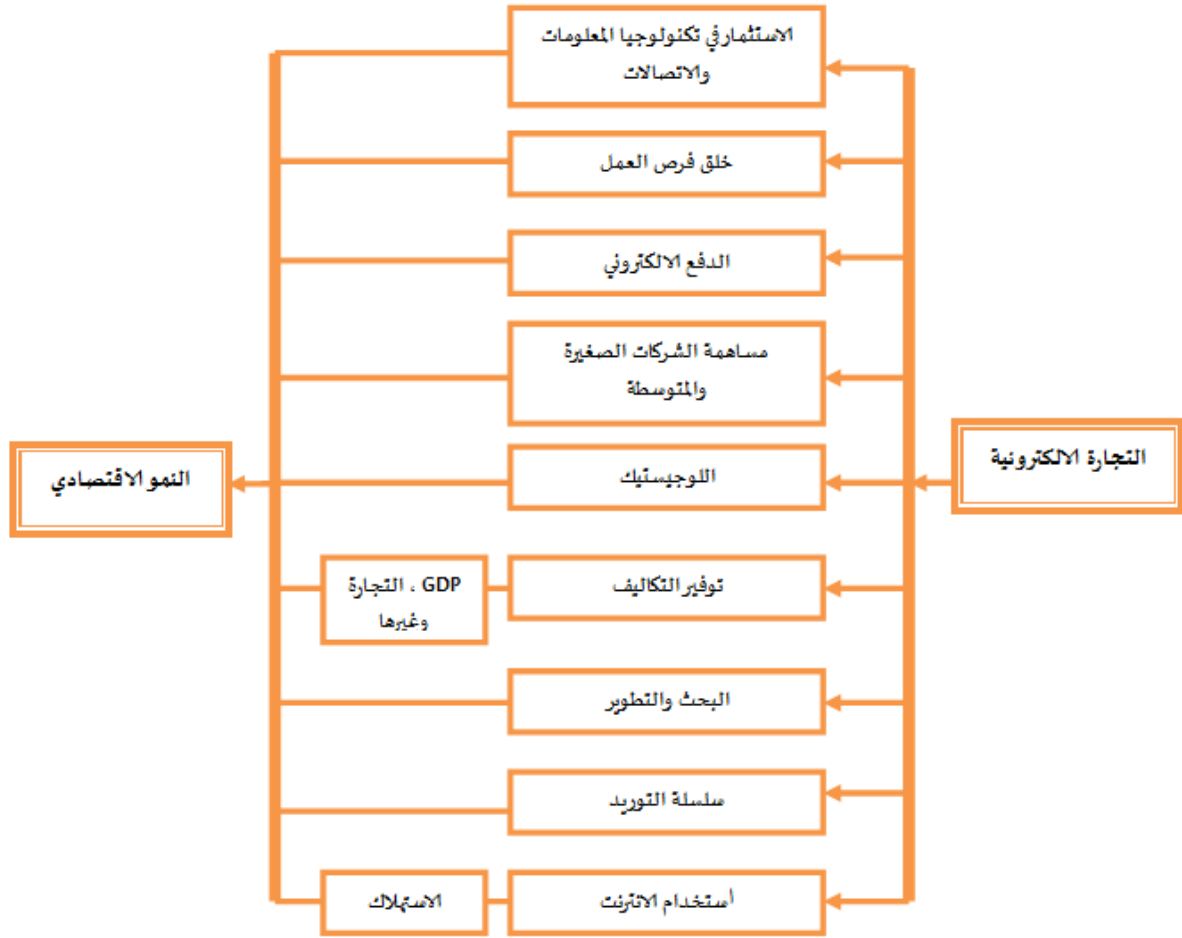 الاستثمار في تكنولوجيا المعلومات
والاتصالات
خلق فرص العمل
الدفع الالكتروني
مساهمة الشركات الصغيرة
والمتوسطة
التجارة الالكترونية
اللوجيستيك
النمو الاقتصادي
توفير التكاليف
GDP ، التجارة
وغيرها
البحث والتطوير
سلسلة التوريد
أستخدام الانترنت
الاستهلاك